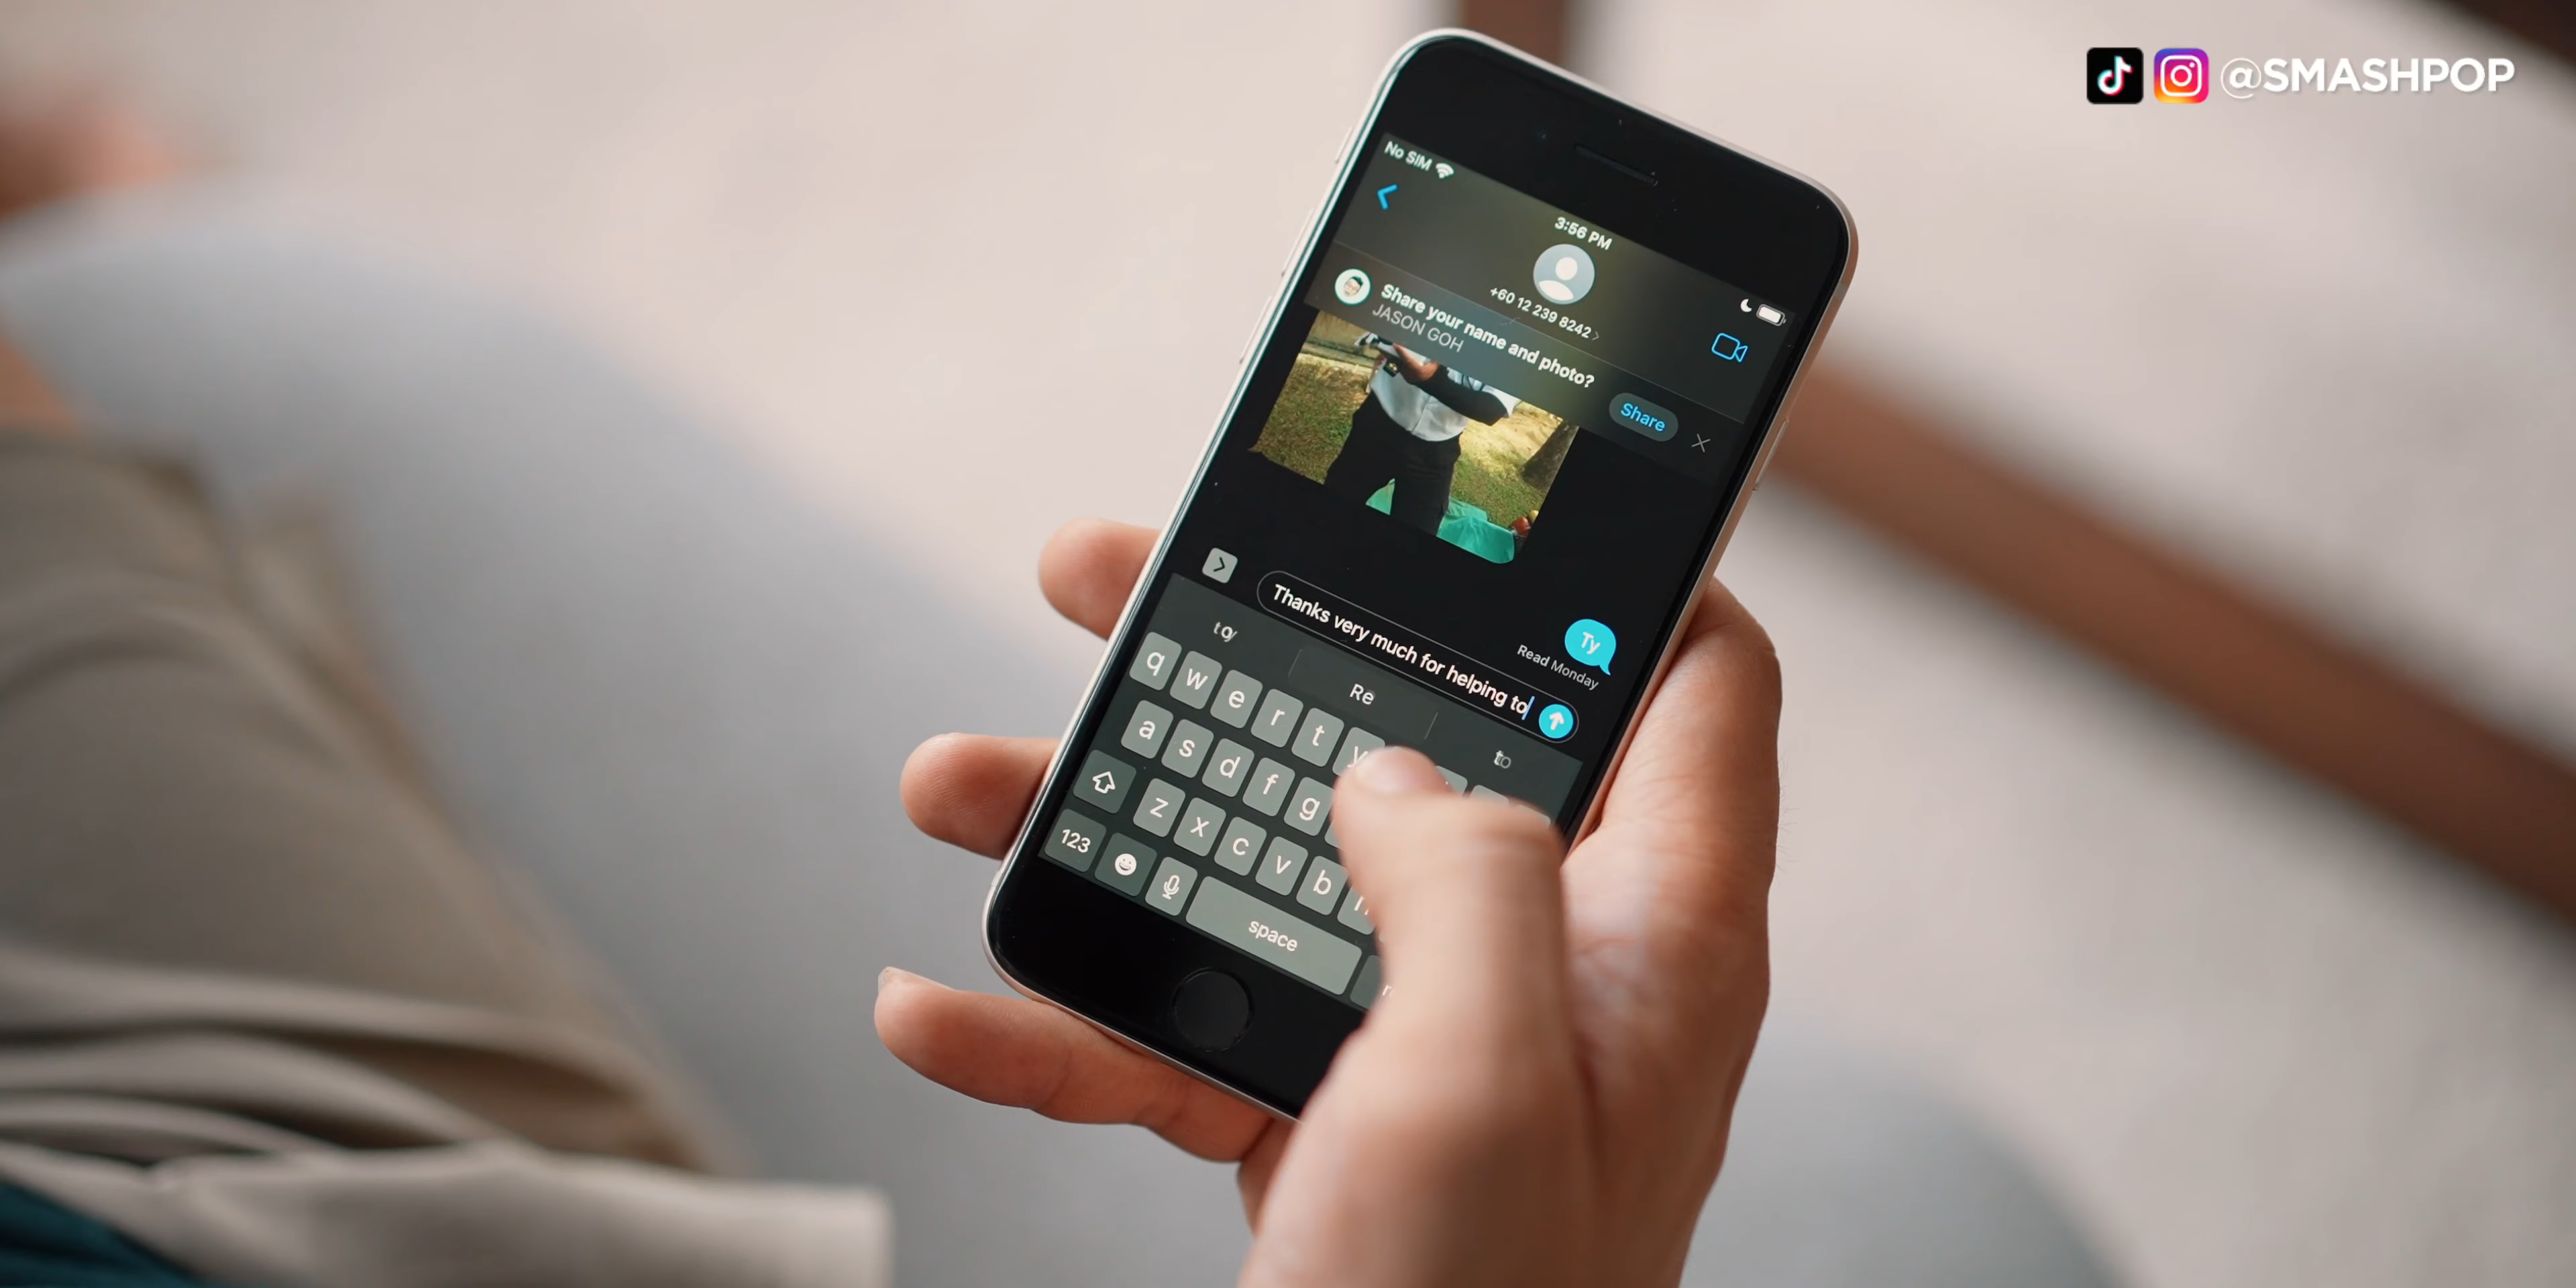 @SMASHPOP
No SIM
3:56 PM
+60 12 239 8242
Share your name and photo?
JASON GOH
Share
Ty
Read Monday
Thanks very much for helping to
Re
to
q w e r t y
a s d f g
z x c v b n
123
space